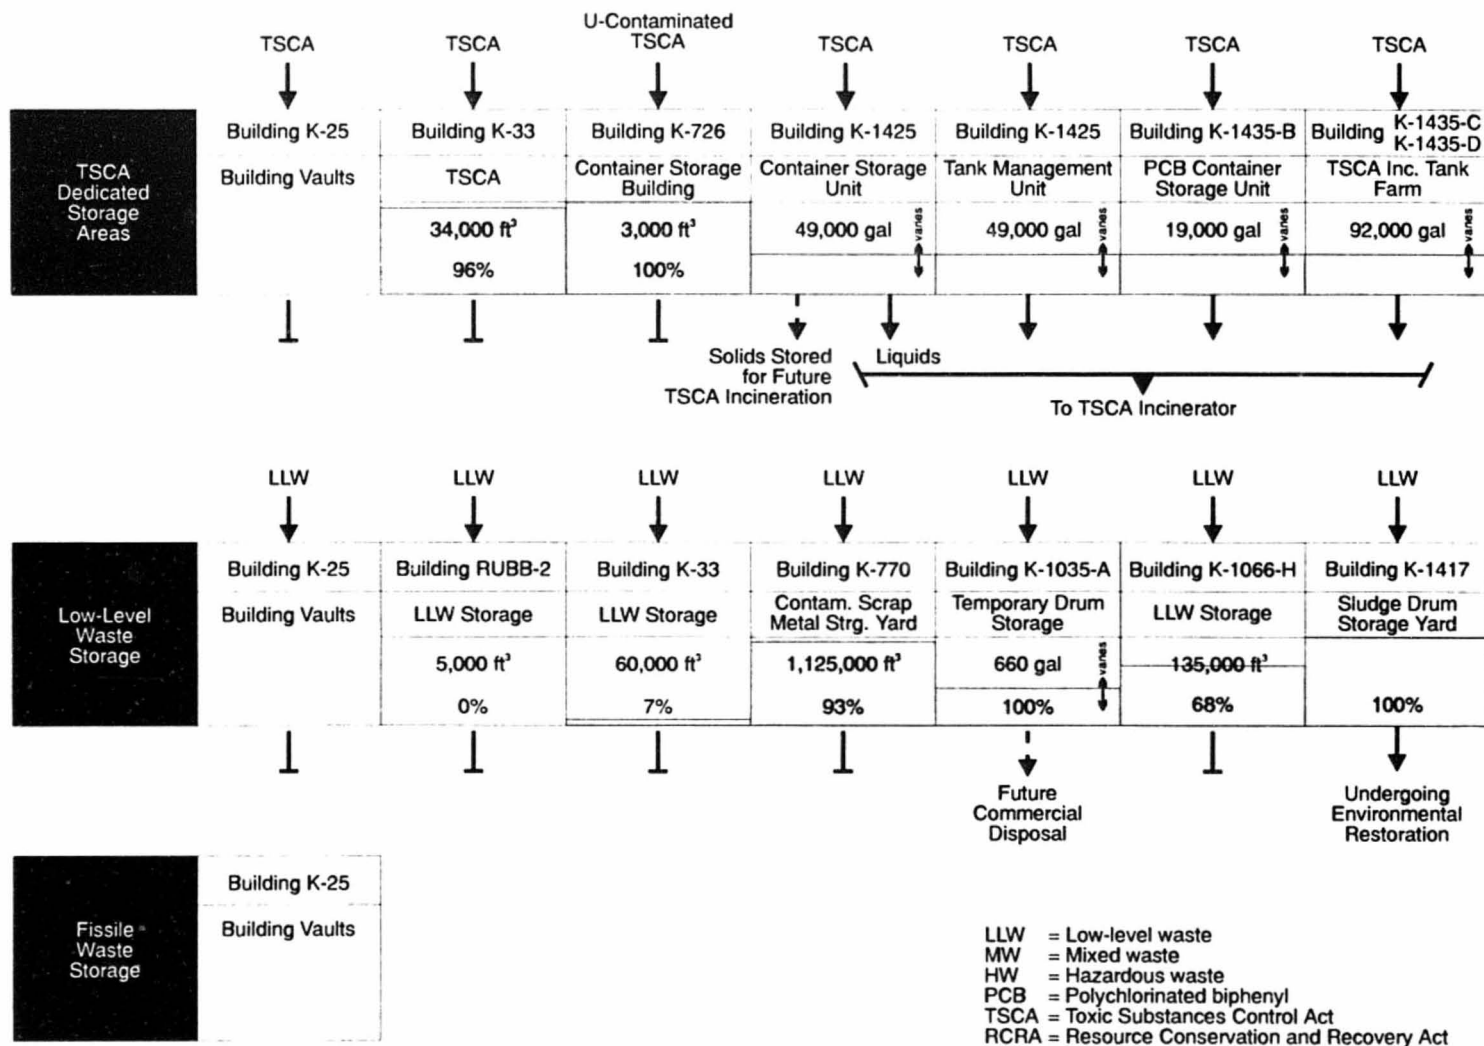 TSCA
TSCA
U-Contaminated
TSCA
TSCA
TSCA
TSCA
TSCA
TSCA
Dedicated
Storage
Areas
Building K-25
Building Vaults
Building K-33
TSCA
34,000 ft³
96%
Building K-726
Container Storage
Building
3,000 ft³
100%
Building K-1425
Container Storage
Unit
49,000 gal
varies
Building K-1425
Tank Management
Unit
49,000 gal
varies
Building K-1435-B
PCB Container
Storage Unit
19,000 gal
varies
Building K-1435-C
K-1435-D
TSCA Inc. Tank
Farm
92,000 gal
varies
Solids Stored
for Future
TSCA Incineration
Liquids
To TSCA Incinerator
LLW
LLW
LLW
LLW
LLW
LLW
LLW
Low-Level
Waste
Storage
Building K-25
Building Vaults
Building RUBB-2
LLW Storage
5,000 ft³
0%
Building K-33
LLW Storage
60,000 ft³
7%
Building K-770
Contam. Scrap
Metal Strg. Yard
1,125,000 ft³
93%
Building K-1035-A
Temporary Drum
Storage
660 gal
varies
100%
Building K-1066-H
LLW Storage
135,000 ft³
68%
Building K-1417
Sludge Drum
Storage Yard
100%
Future
Commercial
Disposal
Undergoing
Environmental
Restoration
Fissile
Waste
Storage
Building K-25
Building Vaults
LLW = Low-level waste
MW = Mixed waste
HW = Hazardous waste
PCB = Polychlorinated biphenyl
TSCA = Toxic Substances Control Act
RCRA = Resource Conservation and Recovery Act